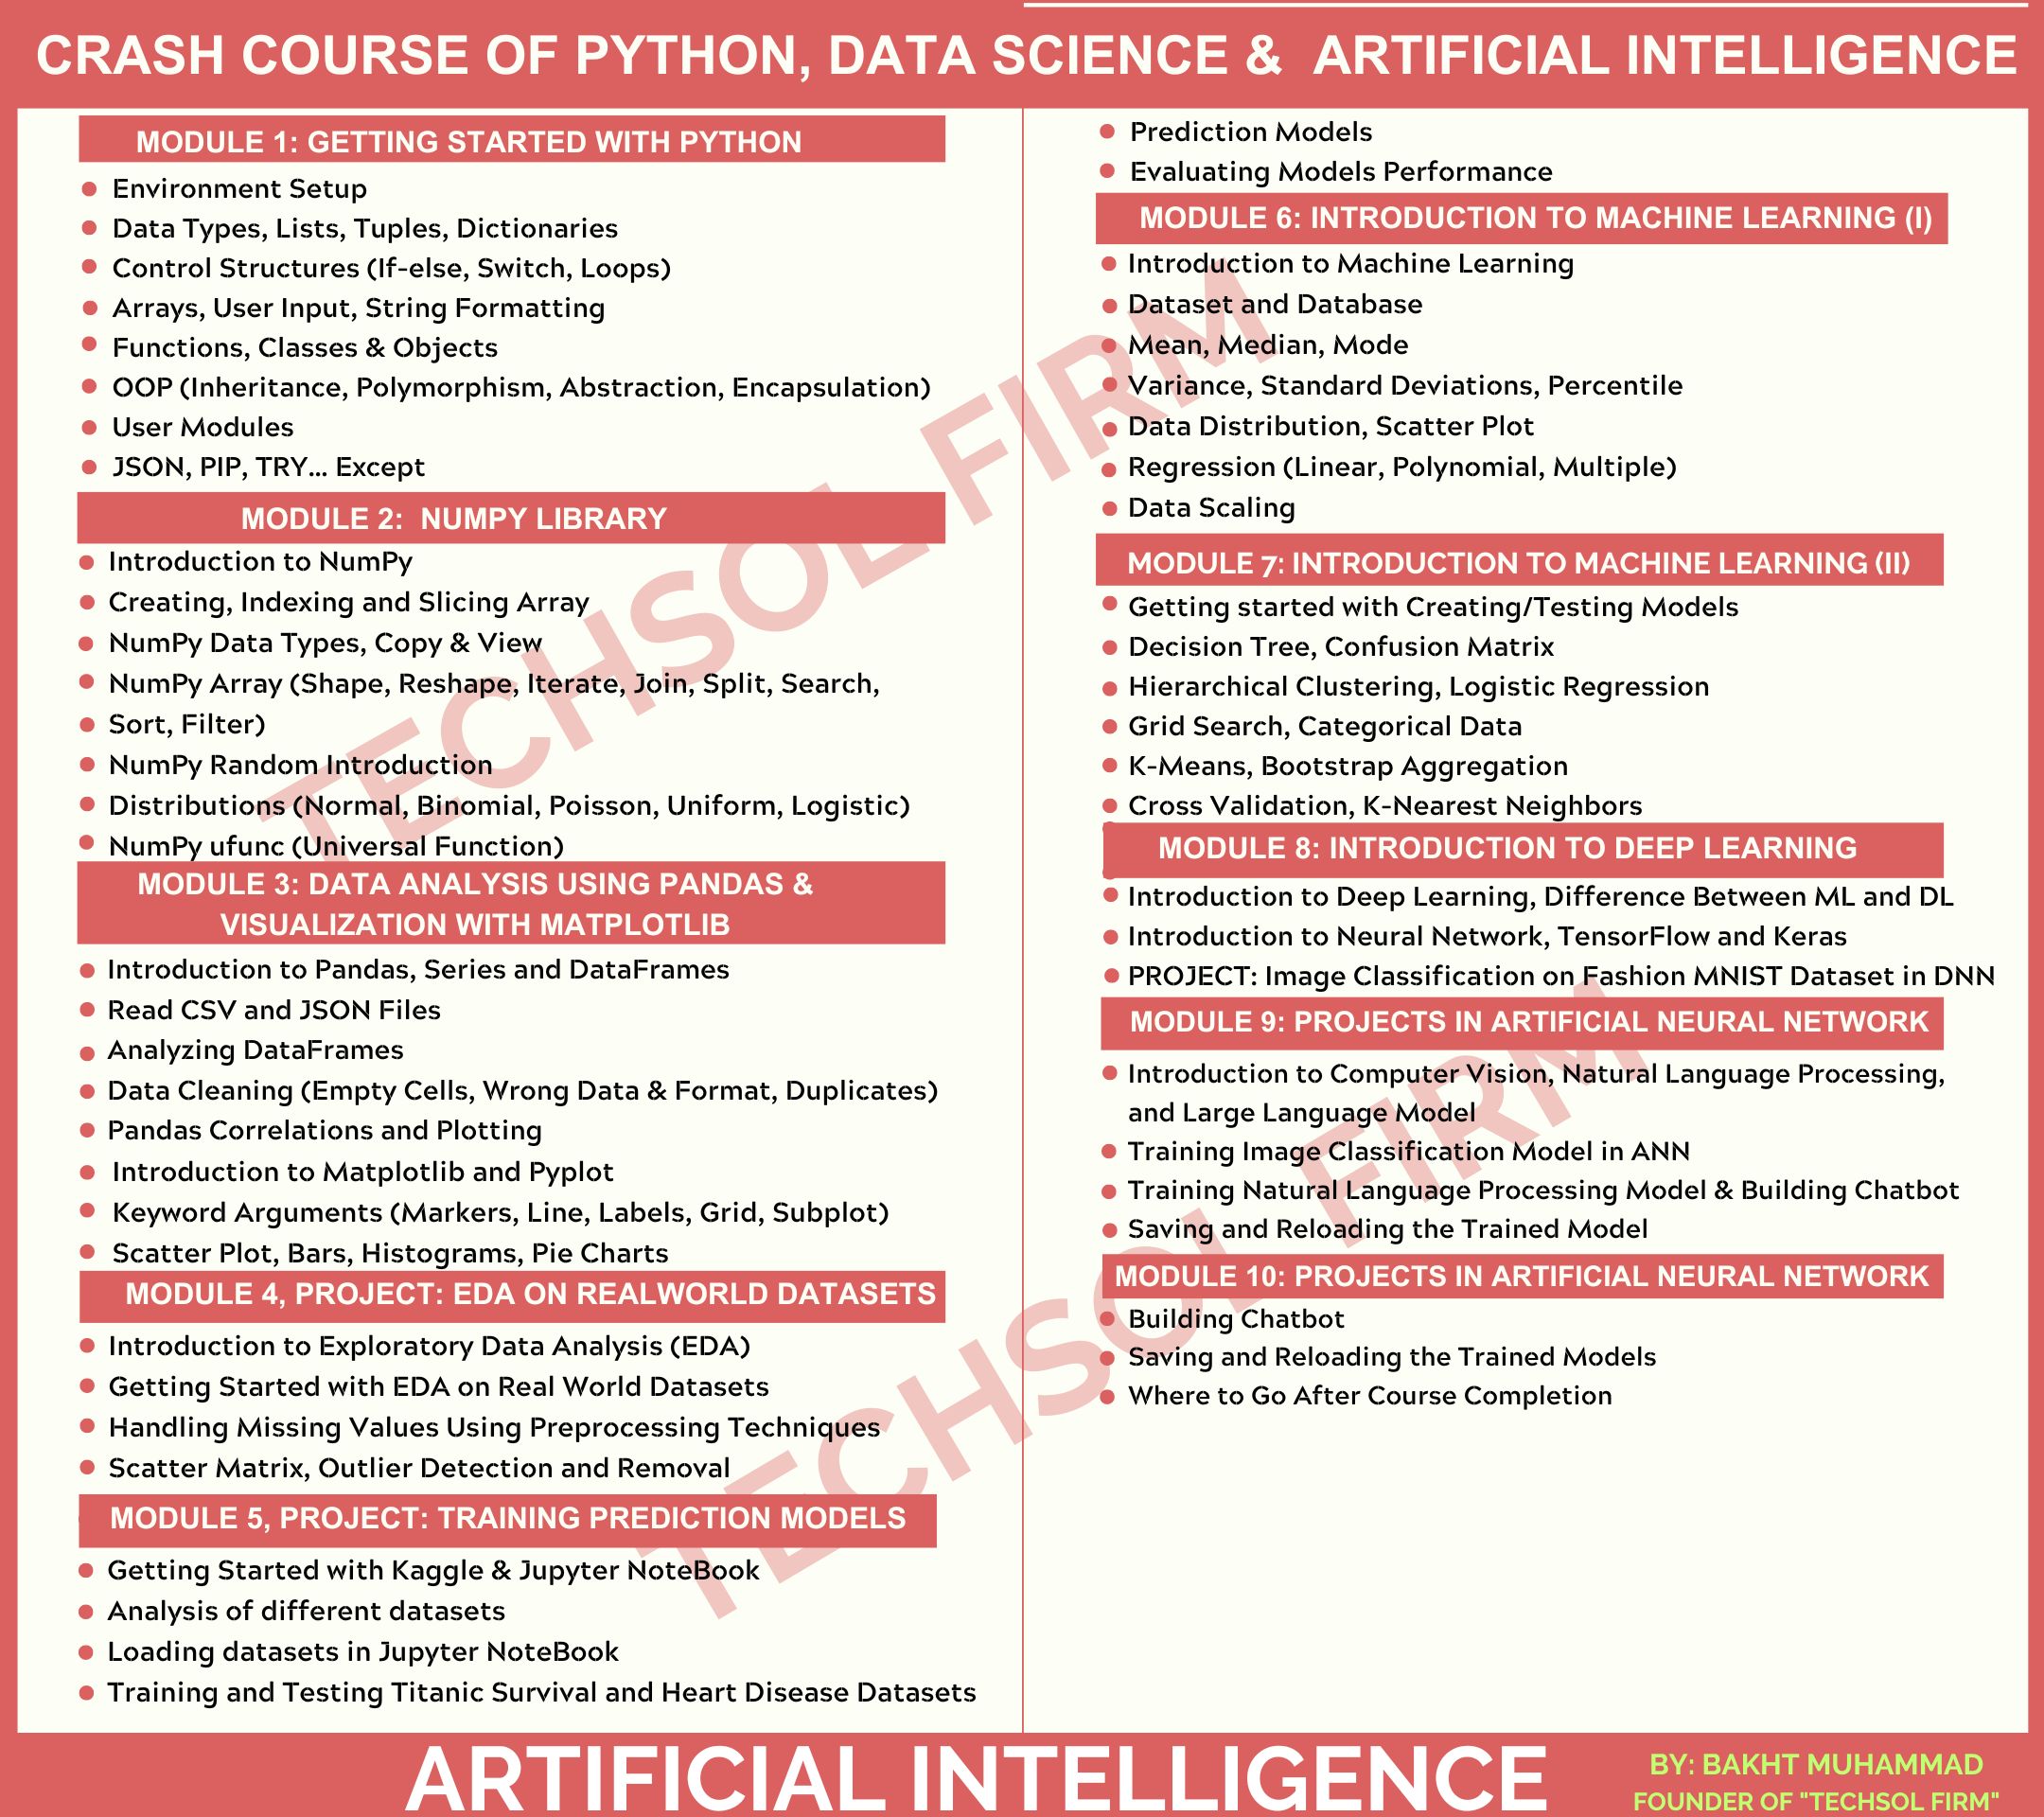 CRASH COURSE OF PYTHON, DATA SCIENCE & ARTIFICIAL INTELLIGENCE
MODULE 1: GETTING STARTED WITH PYTHON
Environment Setup
Data Types, Lists, Tuples, Dictionaries
Control Structures (If-else, Switch, Loops)
Arrays, User Input, String Formatting
Functions, Classes & Objects
OOP (Inheritance, Polymorphism, Abstraction, Encapsulation)
User Modules
JSON, PIP, TRY... Except
MODULE 2: NUMPY LIBRARY
Introduction to NumPy
Creating, Indexing and Slicing Array
NumPy Data Types, Copy & View
NumPy Array (Shape, Reshape, Iterate, Join, Split, Search,
Sort, Filter)
NumPy Random Introduction
Distributions (Normal, Binomial, Poisson, Uniform, Logistic)
NumPy ufunc (Universal Function)
MODULE 3: DATA ANALYSIS USING PANDAS &
VISUALIZATION WITH MATPLOTLIB
Introduction to Pandas, Series and DataFrames
Read CSV and JSON Files
Analyzing DataFrames
Data Cleaning (Empty Cells, Wrong Data & Format, Duplicates)
Pandas Correlations and Plotting
Introduction to Matplotlib and Pyplot
Keyword Arguments (Markers, Line, Labels, Grid, Subplot)
Scatter Plot, Bars, Histograms, Pie Charts
MODULE 4, PROJECT: EDA ON REALWORLD DATASETS
Introduction to Exploratory Data Analysis (EDA)
Getting Started with EDA on Real World Datasets
Handling Missing Values Using Preprocessing Techniques
Scatter Matrix, Outlier Detection and Removal
MODULE 5, PROJECT: TRAINING PREDICTION MODELS
Getting Started with Kaggle & Jupyter NoteBook
Analysis of different datasets
Loading datasets in Jupyter NoteBook
Training and Testing Titanic Survival and Heart Disease Datasets
Prediction Models
Evaluating Models Performance
MODULE 6: INTRODUCTION TO MACHINE LEARNING (I)
Introduction to Machine Learning
Dataset and Database
Mean, Median, Mode
Variance, Standard Deviations, Percentile
Data Distribution, Scatter Plot
Regression (Linear, Polynomial, Multiple)
Data Scaling
MODULE 7: INTRODUCTION TO MACHINE LEARNING (II)
Getting started with Creating/Testing Models
Decision Tree, Confusion Matrix
Hierarchical Clustering, Logistic Regression
Grid Search, Categorical Data
K-Means, Bootstrap Aggregation
Cross Validation, K-Nearest Neighbors
MODULE 8: INTRODUCTION TO DEEP LEARNING
Introduction to Deep Learning, Difference Between ML and DL
Introduction to Neural Network, TensorFlow and Keras
PROJECT: Image Classification on Fashion MNIST Dataset in DNN
MODULE 9: PROJECTS IN ARTIFICIAL NEURAL NETWORK
Introduction to Computer Vision, Natural Language Processing,
and Large Language Model
Training Image Classification Model in ANN
Training Natural Language Processing Model & Building Chatbot
Saving and Reloading the Trained Model
MODULE 10: PROJECTS IN ARTIFICIAL NEURAL NETWORK
Building Chatbot
Saving and Reloading the Trained Models
Where to Go After Course Completion
TECHSOL FIRM
TECHSOL FIRM
ARTIFICIAL INTELLIGENCE
BY: BAKHT MUHAMMAD
FOUNDER OF "TECHSOL FIRM"